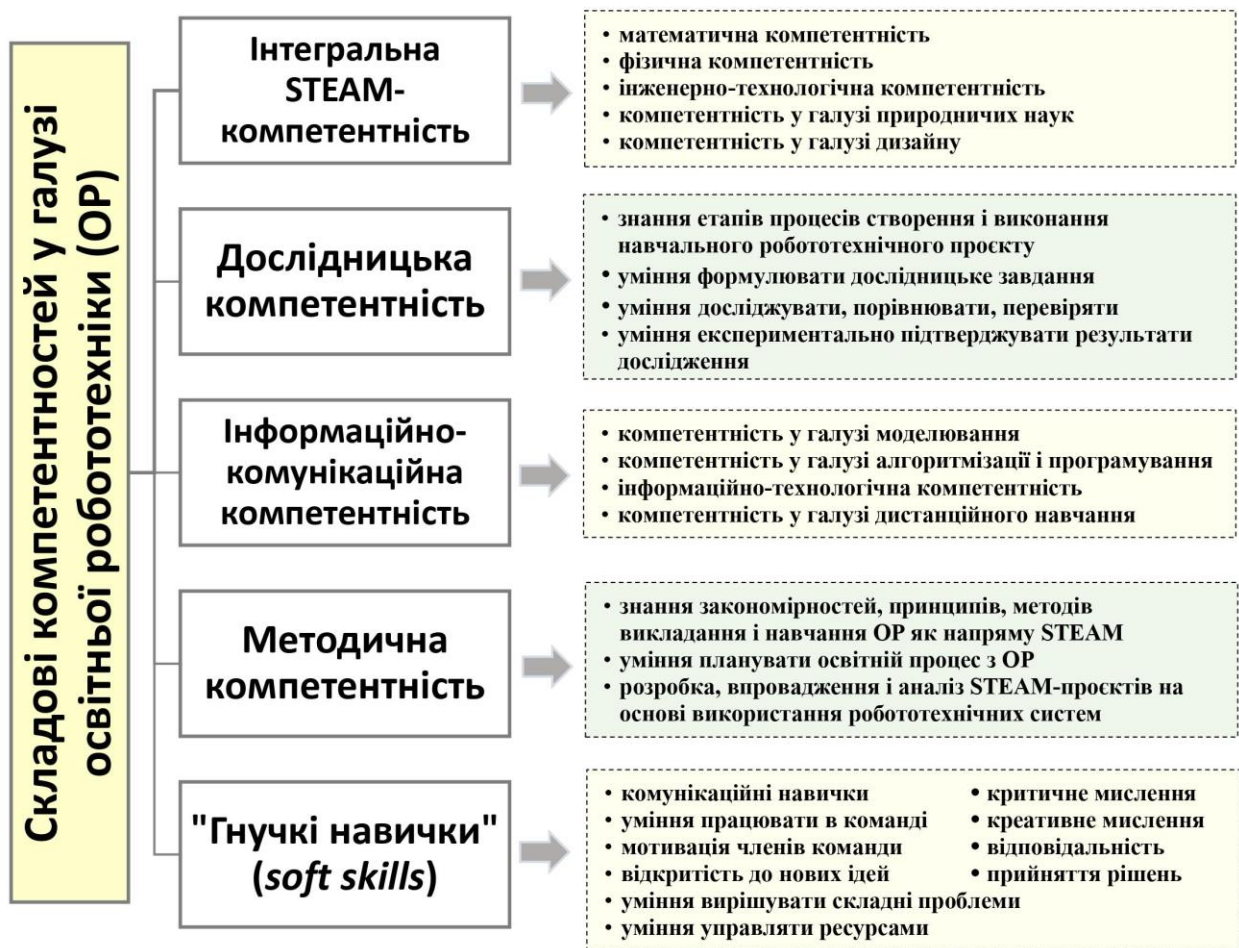 Складові компетентностей у галузі
освітньої робототехніки (ОР)
Інтегральна
STEAM-
компетентність
• математична компетентність
• фізична компетентність
• інженерно-технологічна компетентність
• компетентність у галузі природничих наук
• компетентність у галузі дизайну
Дослідницька
компетентність
• знання етапів процесів створення і виконання
навчального робототехнічного проєкту
• уміння формулювати дослідницьке завдання
• уміння досліджувати, порівнювати, перевіряти
• уміння експериментально підтверджувати результати
дослідження
Інформаційно-
комунікаційна
компетентність
• компетентність у галузі моделювання
• компетентність у галузі алгоритмізації і програмування
• інформаційно-технологічна компетентність
• компетентність у галузі дистанційного навчання
Методична
компетентність
• знання закономірностей, принципів, методів
викладання і навчання ОР як напряму STEAM
• уміння планувати освітній процес з ОР
• розробка, впровадження і аналіз STEAM-проєктів на
основі використання робототехнічних систем
"Гнучкі навички"
(soft skills)
• комунікаційні навички
• уміння працювати в команді
• мотивація членів команди
• відкритість до нових ідей
• уміння вирішувати складні проблеми
• уміння управляти ресурсами
• критичне мислення
• креативне мислення
• відповідальність
• прийняття рішень